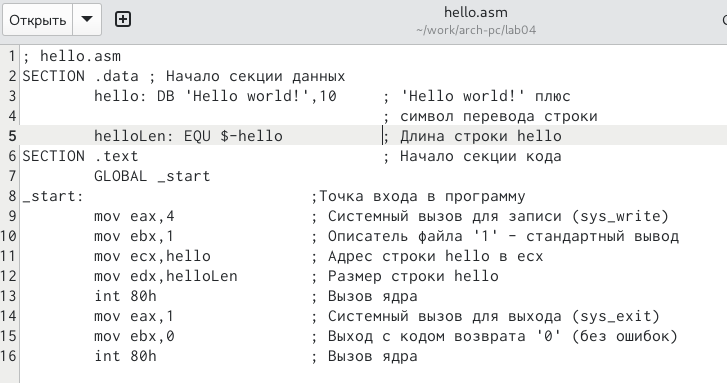 Открыть
hello.asm
~/work/arch-pc/lab04
1 ; hello.asm
2 SECTION .data ; Начало секции данных
3 hello: DB 'Hello world!',10 ; 'Hello world!' плюс
4 ; символ перевода строки
5 helloLen: EQU $-hello ; Длина строки hello
6 SECTION .text ; Начало секции кода
7 GLOBAL _start
8 _start: ;Точка входа в программу
9 mov eax,4 ; Системный вызов для записи (sys_write)
10 mov ebx,1 ; Описатель файла '1' - стандартный вывод
11 mov ecx,hello ; Адрес строки hello в ecx
12 mov edx,helloLen ; Размер строки hello
13 int 80h ; Вызов ядра
14 mov eax,1 ; Системный вызов для выхода (sys_exit)
15 mov ebx,0 ; Выход с кодом возврата '0' (без ошибок)
16 int 80h ; Вызов ядра